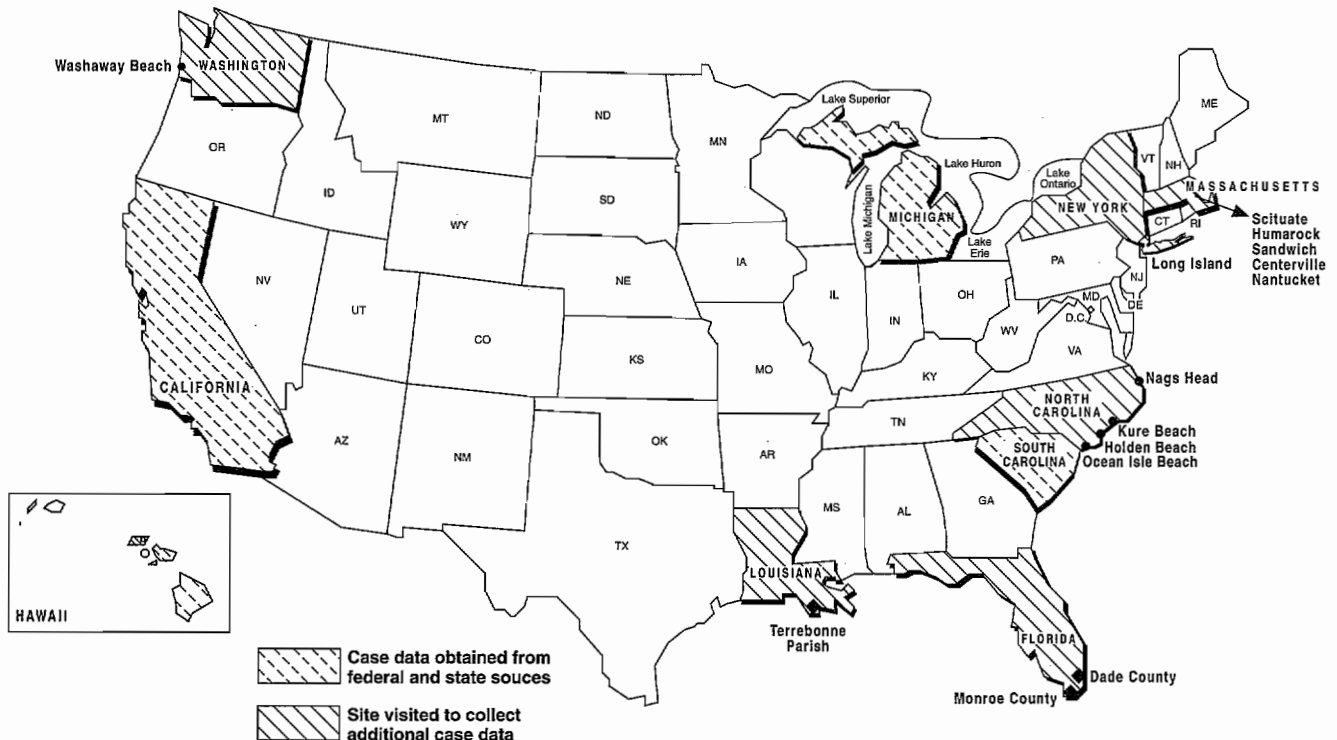 Washaway Beach
WASHINGTON
MT
ND
MN
Lake Superior
ME
OR
ID
WY
SD
Lake Huron
Lake Michigan
MICHIGAN
Lake
Ontario
VT
NH
MASSACHUSETTS
NEW YORK
CT
RI
Scituate
Humarock
Sandwich
Centerville
Nantucket
Lake
Erie
Long Island
PA
NJ
NV
UT
CO
NE
IA
IL
IN
OH
MD
DE
D.C.
WV
VA
KS
MO
KY
Nags Head
CALIFORNIA
NORTH
CAROLINA
Kure Beach
Holden Beach
Ocean Isle Beach
SOUTH
CAROLINA
AZ
NM
OK
AR
TN
MS
AL
GA
TX
LOUISIANA
Terrebonne
Parish
FLORIDA
Dade County
Monroe County
HAWAII
Case data obtained from
federal and state souces
Site visited to collect
additional case data